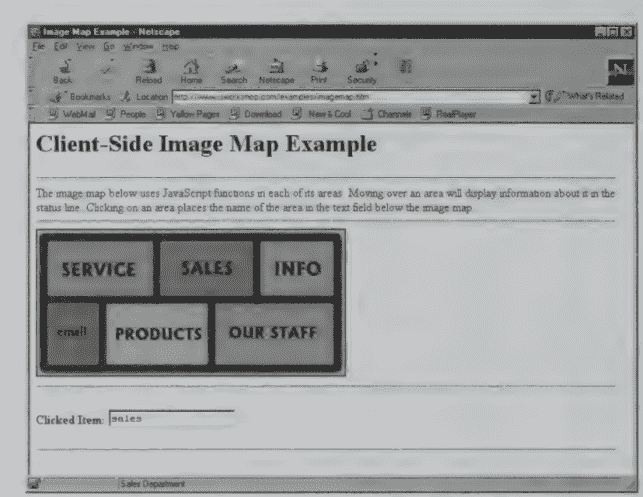 Image Map Example - Netscape
File Edit View Go Window Help
Back Reload Home Search Netscape Print Security
N
Bookmarks Location What's Related
WebMail People Yellow Pages Download New & Cool Channels RealPlayer
Client-Side Image Map Example
The image map below uses JavaScript functions in each of its areas. Moving over an area will display information about it in the
status line. Clicking on an area places the name of the area in the text field below the image map.
SERVICE SALES INFO
email PRODUCTS OUR STAFF
Clicked Item: sales
Sales Department